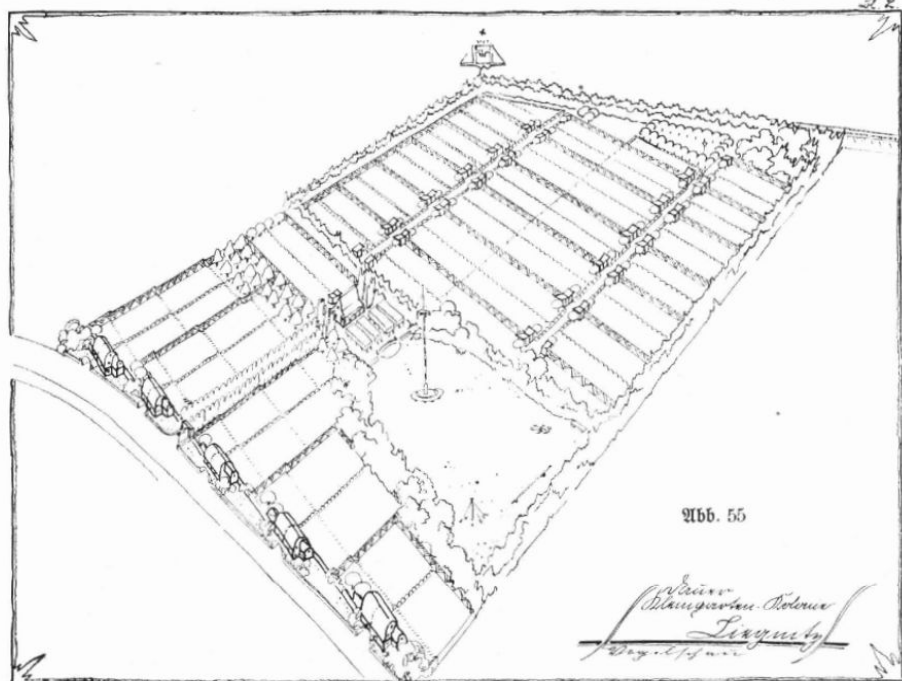 Abb. 55
Dauer
Kleingarten-Kolonie
Liegnitz
Vogelschau